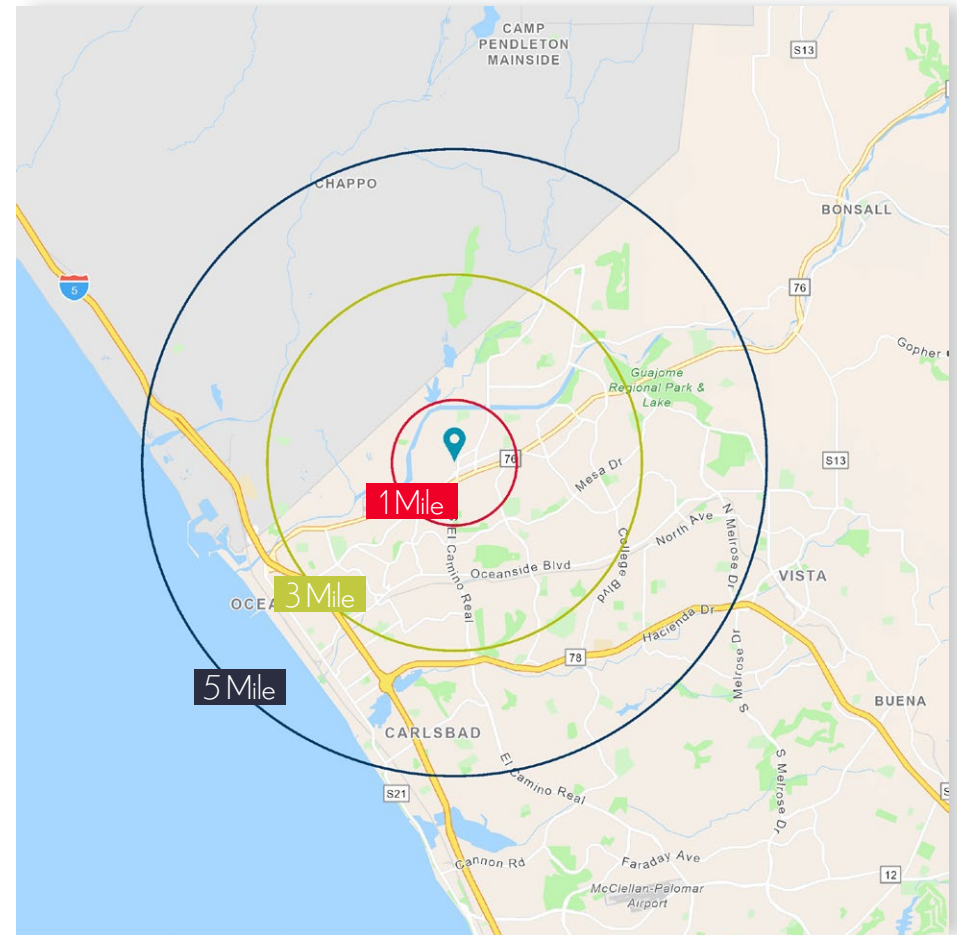 CAMP
PENDLETON
MAINSIDE
S13
CHAPPO
BONSALL
5
76
Gopher
Guajome
Regional Park &
Lake
76
S13
Mesa Dr
1 Mile
El Camino Real
North Ave
N Melrose Dr
College Blvd
Oceanside Blvd
VISTA
3 Mile
OCEA
Hacienda Dr
78
S Melrose Dr
5 Mile
BUENA
CARLSBAD
El Camino Real
S Melrose Dr
S21
S
Cannon Rd
Faraday Ave
12
McClellan-Palomar
Airport